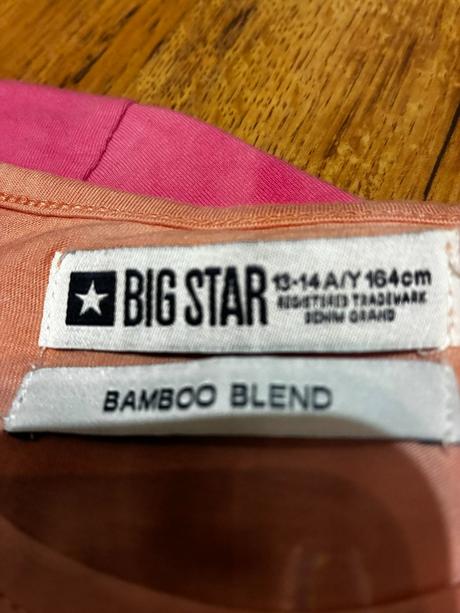 BIG STAR 13-14 A/Y 164cm
REGISTERED TRADEMARK
DENIM BRAND
BAMBOO BLEND